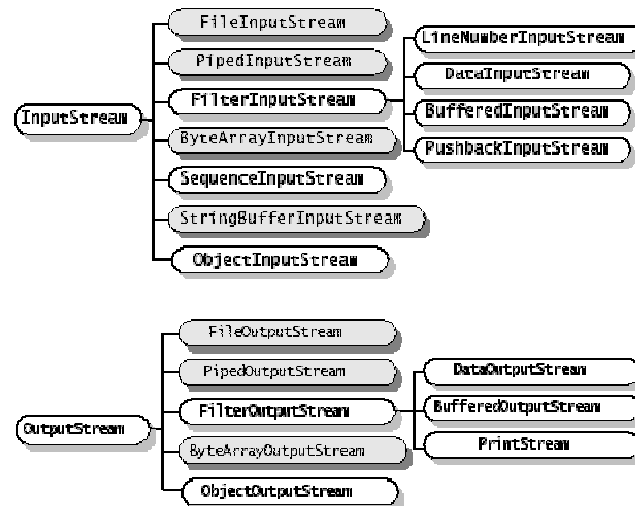 FileInputStream
PipedInputStream
FilterInputStream
ByteArrayInputStream
SequenceInputStream
StringBufferInputStream
ObjectInputStream
InputStream
LineNumberInputStream
DataInputStream
BufferedInputStream
PushbackInputStream
FileOutputStream
PipedOutputStream
FilterOutputStream
ByteArrayOutputStream
ObjectOutputStream
OutputStream
DataOutputStream
BufferedOutputStream
PrintStream